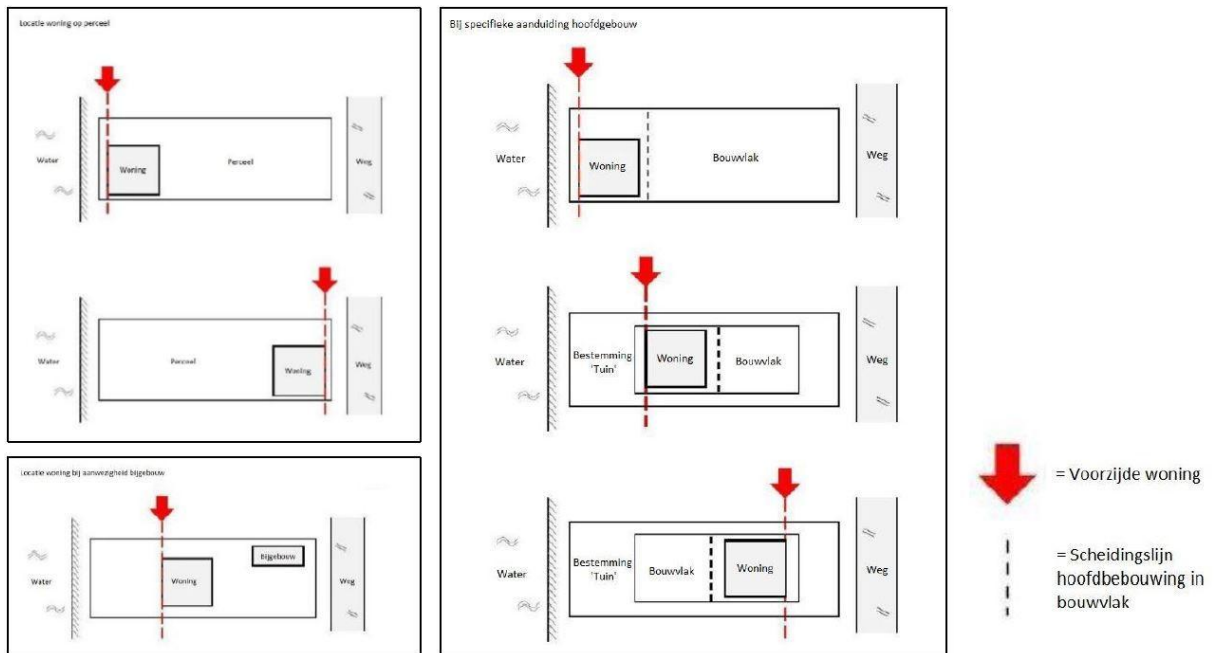 Locatie woning op perceel
Water
Woning
Perceel
Weg
Water
Perceel
Woning
Weg
Locatie woning bij aanwezigheid bijgebouw
Water
Woning
Bijgebouw
Weg
Bij specifieke aanduiding hoofdgebouw
Water
Woning
Bouwvlak
Weg
Water
Bestemming
'Tuin'
Woning
Bouwvlak
Weg
Water
Bestemming
'Tuin'
Bouwvlak
Woning
Weg
= Voorzijde woning
= Scheidingslijn
hoofdbebouwing in
bouwvlak